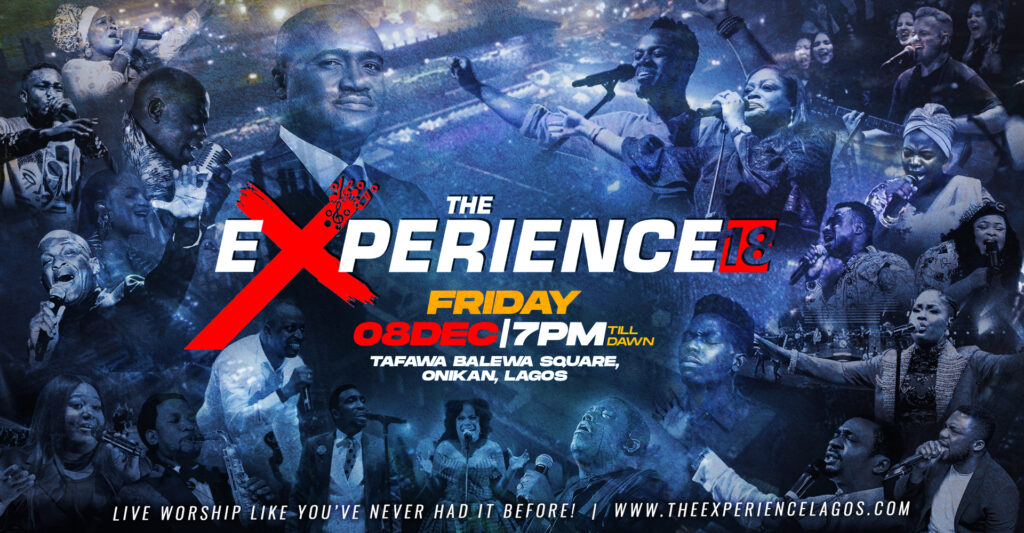 THE
EXPERIENCE18
FRIDAY
08DEC|7PM TILL DAWN
TAFAWA BALEWA SQUARE,
ONIKAN, LAGOS
LIVE WORSHIP LIKE YOU'VE NEVER HAD IT BEFORE! | WWW.THEEXPERIENCELAGOS.COM